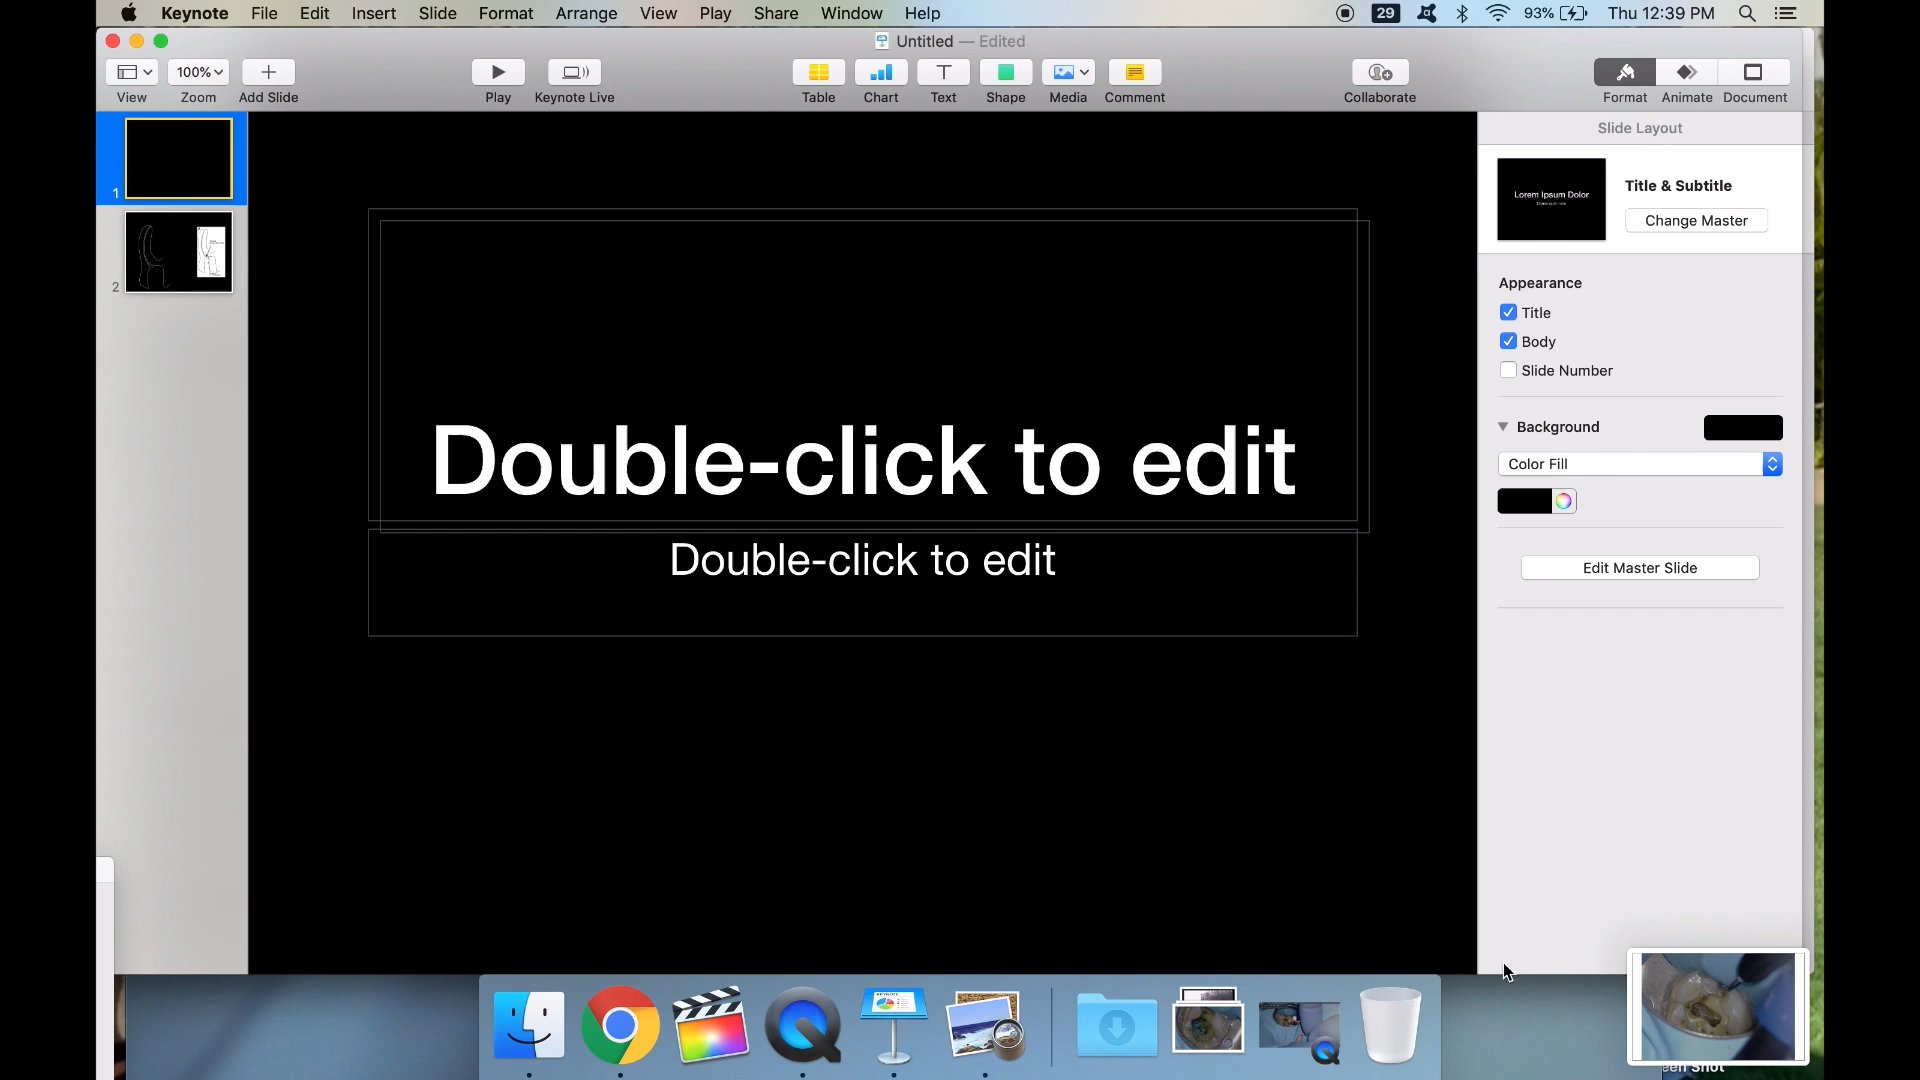 Keynote File Edit Insert Slide Format Arrange View Play Share Window Help 29 93% Thu 12:39 PM
Untitled — Edited
100%
View Zoom Add Slide Play Keynote Live Table Chart Text Shape Media Comment Collaborate Format Animate Document
Slide Layout
1
2
Double-click to edit
Double-click to edit
Lorem Ipsum Dolor
Title & Subtitle
Change Master
Appearance
Title
Body
Slide Number
Background
Color Fill
Edit Master Slide
KEYNOTE
een Shot